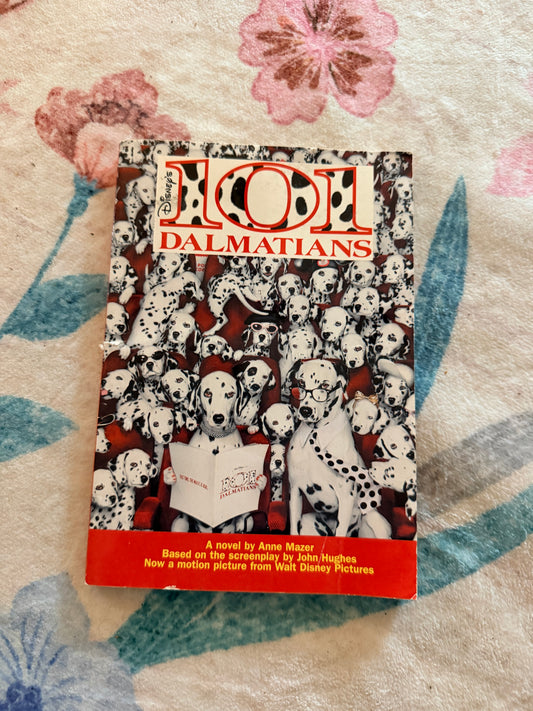 Disney's
101
DALMATIANS
DALMATIANS
A novel by Anne Mazer
Based on the screenplay by John Hughes
Now a motion picture from Walt Disney Pictures